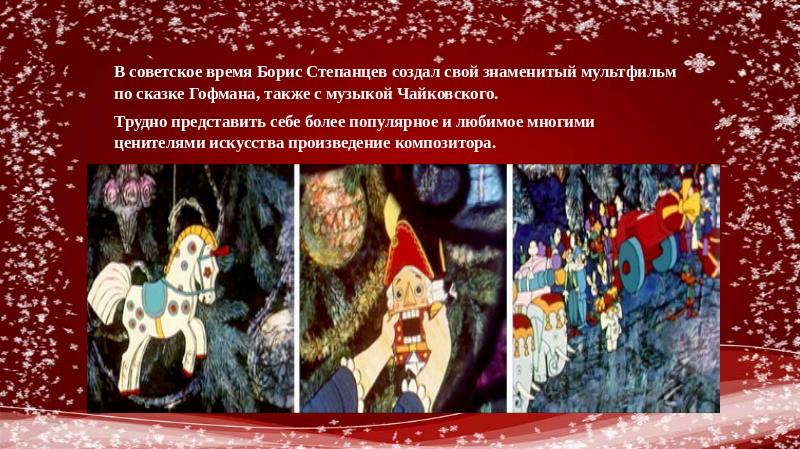 В советское время Борис Степанцев создал свой знаменитый мультфильм
по сказке Гофмана, также с музыкой Чайковского.
Трудно представить себе более популярное и любимое многими
ценителями искусства произведение композитора.